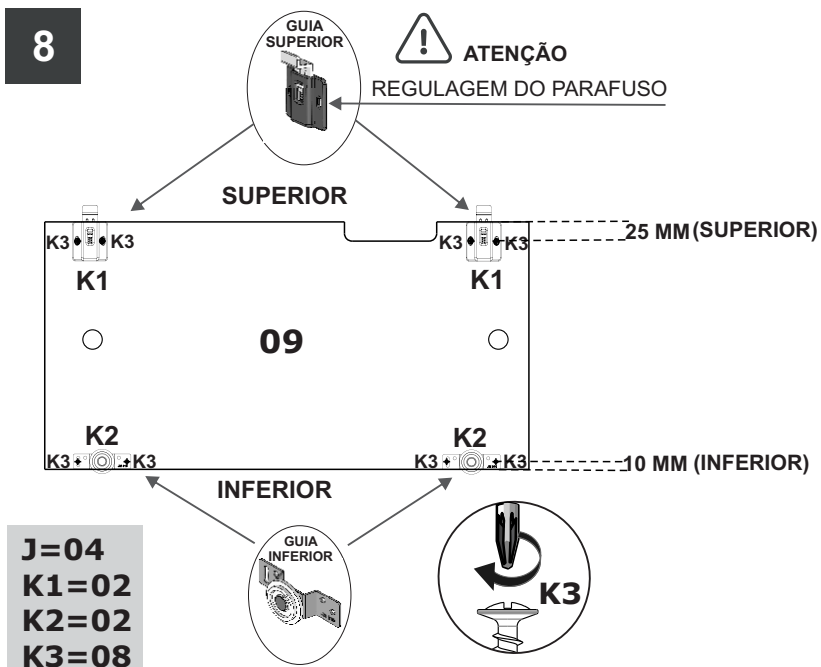 8
GUIA
SUPERIOR
ATENÇÃO
REGULAGEM DO PARAFUSO
SUPERIOR
K3 K3
K1
K3 K3
K1
25 MM (SUPERIOR)
09
K2
K3 K3
K2
K3 K3
10 MM (INFERIOR)
INFERIOR
GUIA
INFERIOR
K3
J=04
K1=02
K2=02
K3=08